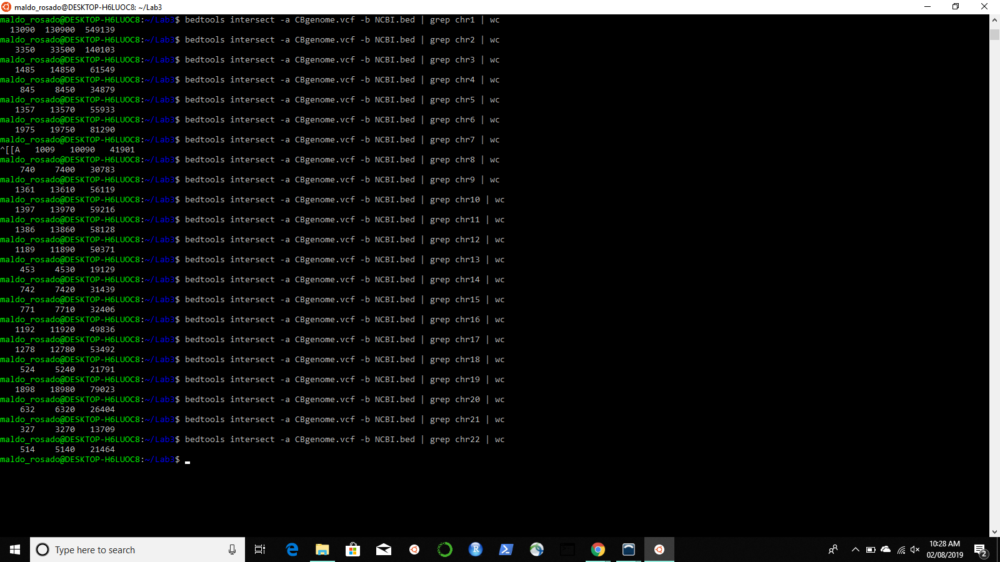 maldo_rosado@DESKTOP-H6LUOC8: ~/Lab3
maldo_rosado@DESKTOP-H6LUOC8:~/Lab3$ bedtools intersect -a CBgenome.vcf -b NCBI.bed | grep chr1 | wc
13090 130900 549139
maldo_rosado@DESKTOP-H6LUOC8:~/Lab3$ bedtools intersect -a CBgenome.vcf -b NCBI.bed | grep chr2 | wc
3350 33500 140103
maldo_rosado@DESKTOP-H6LUOC8:~/Lab3$ bedtools intersect -a CBgenome.vcf -b NCBI.bed | grep chr3 | wc
1485 14850 61549
maldo_rosado@DESKTOP-H6LUOC8:~/Lab3$ bedtools intersect -a CBgenome.vcf -b NCBI.bed | grep chr4 | wc
845 8450 34879
maldo_rosado@DESKTOP-H6LUOC8:~/Lab3$ bedtools intersect -a CBgenome.vcf -b NCBI.bed | grep chr5 | wc
1357 13570 55933
maldo_rosado@DESKTOP-H6LUOC8:~/Lab3$ bedtools intersect -a CBgenome.vcf -b NCBI.bed | grep chr6 | wc
1975 19750 81290
maldo_rosado@DESKTOP-H6LUOC8:~/Lab3$ bedtools intersect -a CBgenome.vcf -b NCBI.bed | grep chr7 | wc
^[[A 1009 10090 41901
maldo_rosado@DESKTOP-H6LUOC8:~/Lab3$ bedtools intersect -a CBgenome.vcf -b NCBI.bed | grep chr8 | wc
740 7400 30783
maldo_rosado@DESKTOP-H6LUOC8:~/Lab3$ bedtools intersect -a CBgenome.vcf -b NCBI.bed | grep chr9 | wc
1361 13610 56119
maldo_rosado@DESKTOP-H6LUOC8:~/Lab3$ bedtools intersect -a CBgenome.vcf -b NCBI.bed | grep chr10 | wc
1397 13970 59216
maldo_rosado@DESKTOP-H6LUOC8:~/Lab3$ bedtools intersect -a CBgenome.vcf -b NCBI.bed | grep chr11 | wc
1386 13860 58128
maldo_rosado@DESKTOP-H6LUOC8:~/Lab3$ bedtools intersect -a CBgenome.vcf -b NCBI.bed | grep chr12 | wc
1189 11890 50371
maldo_rosado@DESKTOP-H6LUOC8:~/Lab3$ bedtools intersect -a CBgenome.vcf -b NCBI.bed | grep chr13 | wc
453 4530 19129
maldo_rosado@DESKTOP-H6LUOC8:~/Lab3$ bedtools intersect -a CBgenome.vcf -b NCBI.bed | grep chr14 | wc
742 7420 31439
maldo_rosado@DESKTOP-H6LUOC8:~/Lab3$ bedtools intersect -a CBgenome.vcf -b NCBI.bed | grep chr15 | wc
771 7710 32406
maldo_rosado@DESKTOP-H6LUOC8:~/Lab3$ bedtools intersect -a CBgenome.vcf -b NCBI.bed | grep chr16 | wc
1192 11920 49836
maldo_rosado@DESKTOP-H6LUOC8:~/Lab3$ bedtools intersect -a CBgenome.vcf -b NCBI.bed | grep chr17 | wc
1278 12780 53492
maldo_rosado@DESKTOP-H6LUOC8:~/Lab3$ bedtools intersect -a CBgenome.vcf -b NCBI.bed | grep chr18 | wc
524 5240 21791
maldo_rosado@DESKTOP-H6LUOC8:~/Lab3$ bedtools intersect -a CBgenome.vcf -b NCBI.bed | grep chr19 | wc
1898 18980 79023
maldo_rosado@DESKTOP-H6LUOC8:~/Lab3$ bedtools intersect -a CBgenome.vcf -b NCBI.bed | grep chr20 | wc
632 6320 26404
maldo_rosado@DESKTOP-H6LUOC8:~/Lab3$ bedtools intersect -a CBgenome.vcf -b NCBI.bed | grep chr21 | wc
327 3270 13709
maldo_rosado@DESKTOP-H6LUOC8:~/Lab3$ bedtools intersect -a CBgenome.vcf -b NCBI.bed | grep chr22 | wc
514 5140 21464
maldo_rosado@DESKTOP-H6LUOC8:~/Lab3$
Type here to search
10:28 AM
02/08/2019
2